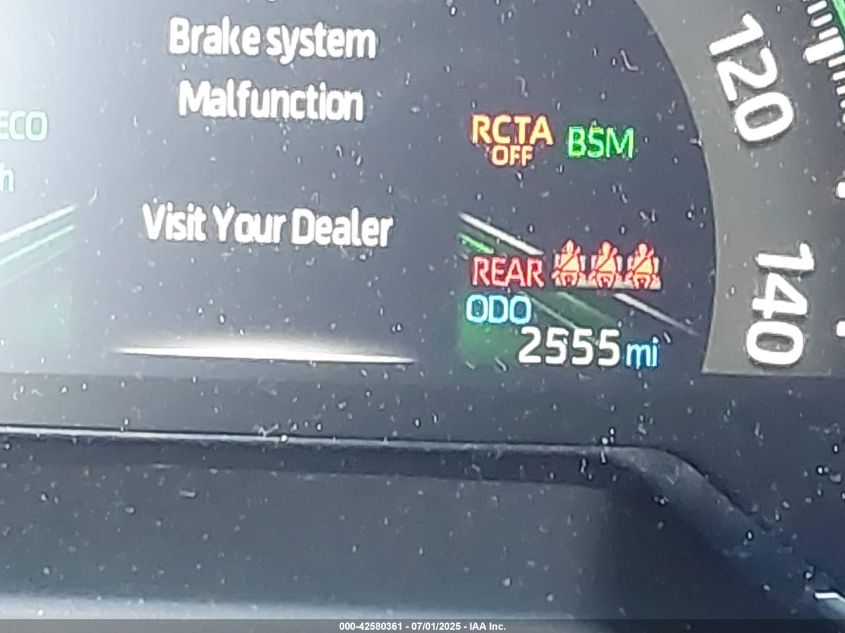 Brake system
Malfunction
ECO
h
RCTA
OFF
BSM
Visit Your Dealer
REAR
ODO
2555 mi
120
140
000-42580361 - 07/01/2025 - IAA Inc.